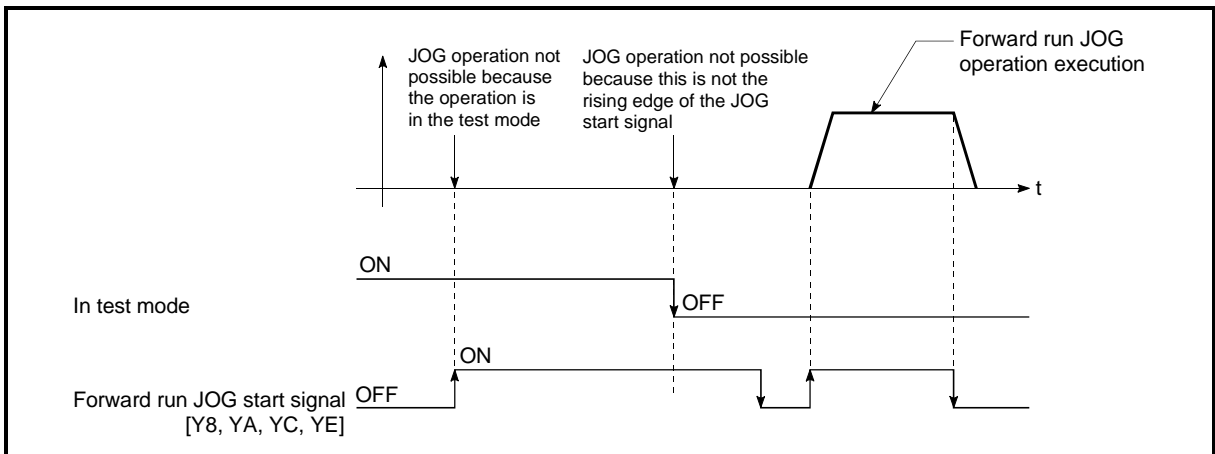 JOG operation not
possible because
the operation is
in the test mode
JOG operation not possible
because this is not the
rising edge of the JOG
start signal
Forward run JOG
operation execution
t
ON
In test mode
OFF
ON
Forward run JOG start signal
OFF
[Y8, YA, YC, YE]